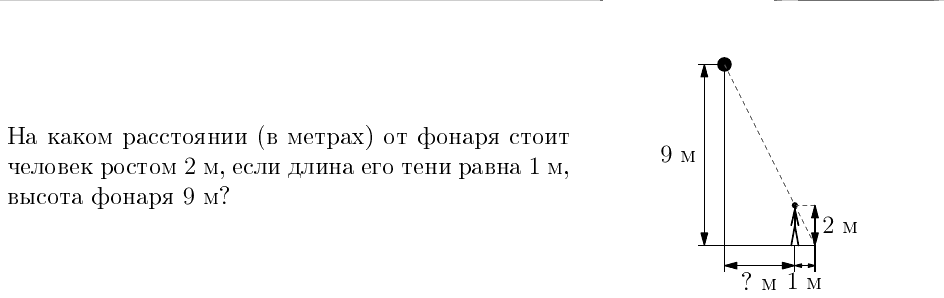 На каком расстоянии (в метрах) от фонаря стоит
человек ростом 2 м, если длина его тени равна 1 м,
высота фонаря 9 м?
9 м
2 м
? м 1 м